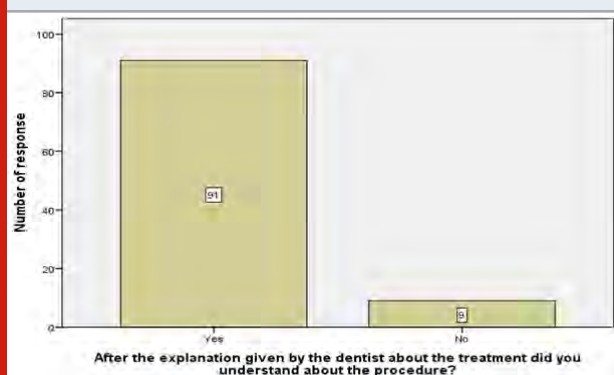 Number of response
100
80
60
40
20
0
91
9
Yes
No
After the explanation given by the dentist about the treatment did you
understand about the procedure?